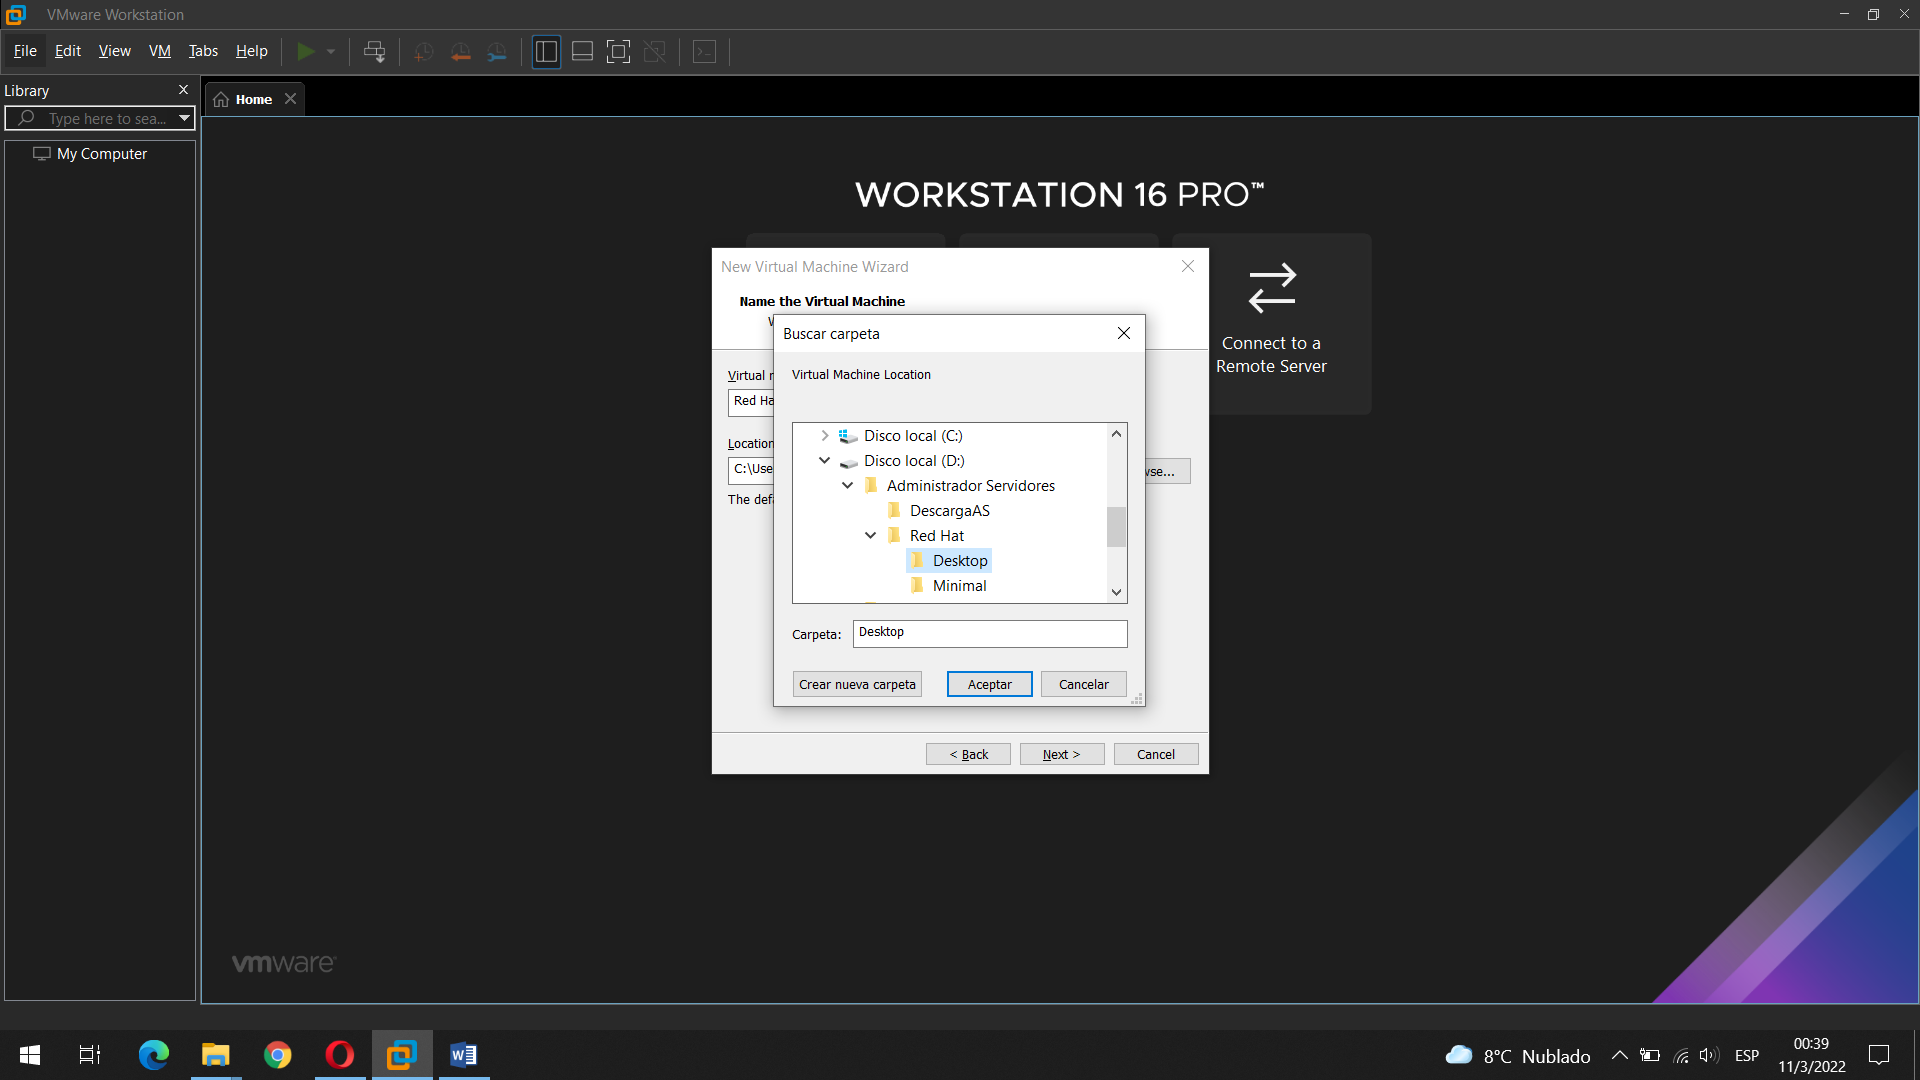 VMware Workstation
File Edit View VM Tabs Help
Library
Type here to sea...
My Computer
Home
WORKSTATION 16 PRO™
Connect to a
Remote Server
New Virtual Machine Wizard
Name the Virtual Machine
Buscar carpeta
Virtual Machine Location
Virtual
Red Ha
Location
C:\Use
The defa
Disco local (C:)
Disco local (D:)
Administrador Servidores
DescargaAS
Red Hat
Desktop
Minimal
wse...
Carpeta: Desktop
Crear nueva carpeta Aceptar Cancelar
< Back Next > Cancel
vmware
8°C Nublado
ESP
00:39
11/3/2022